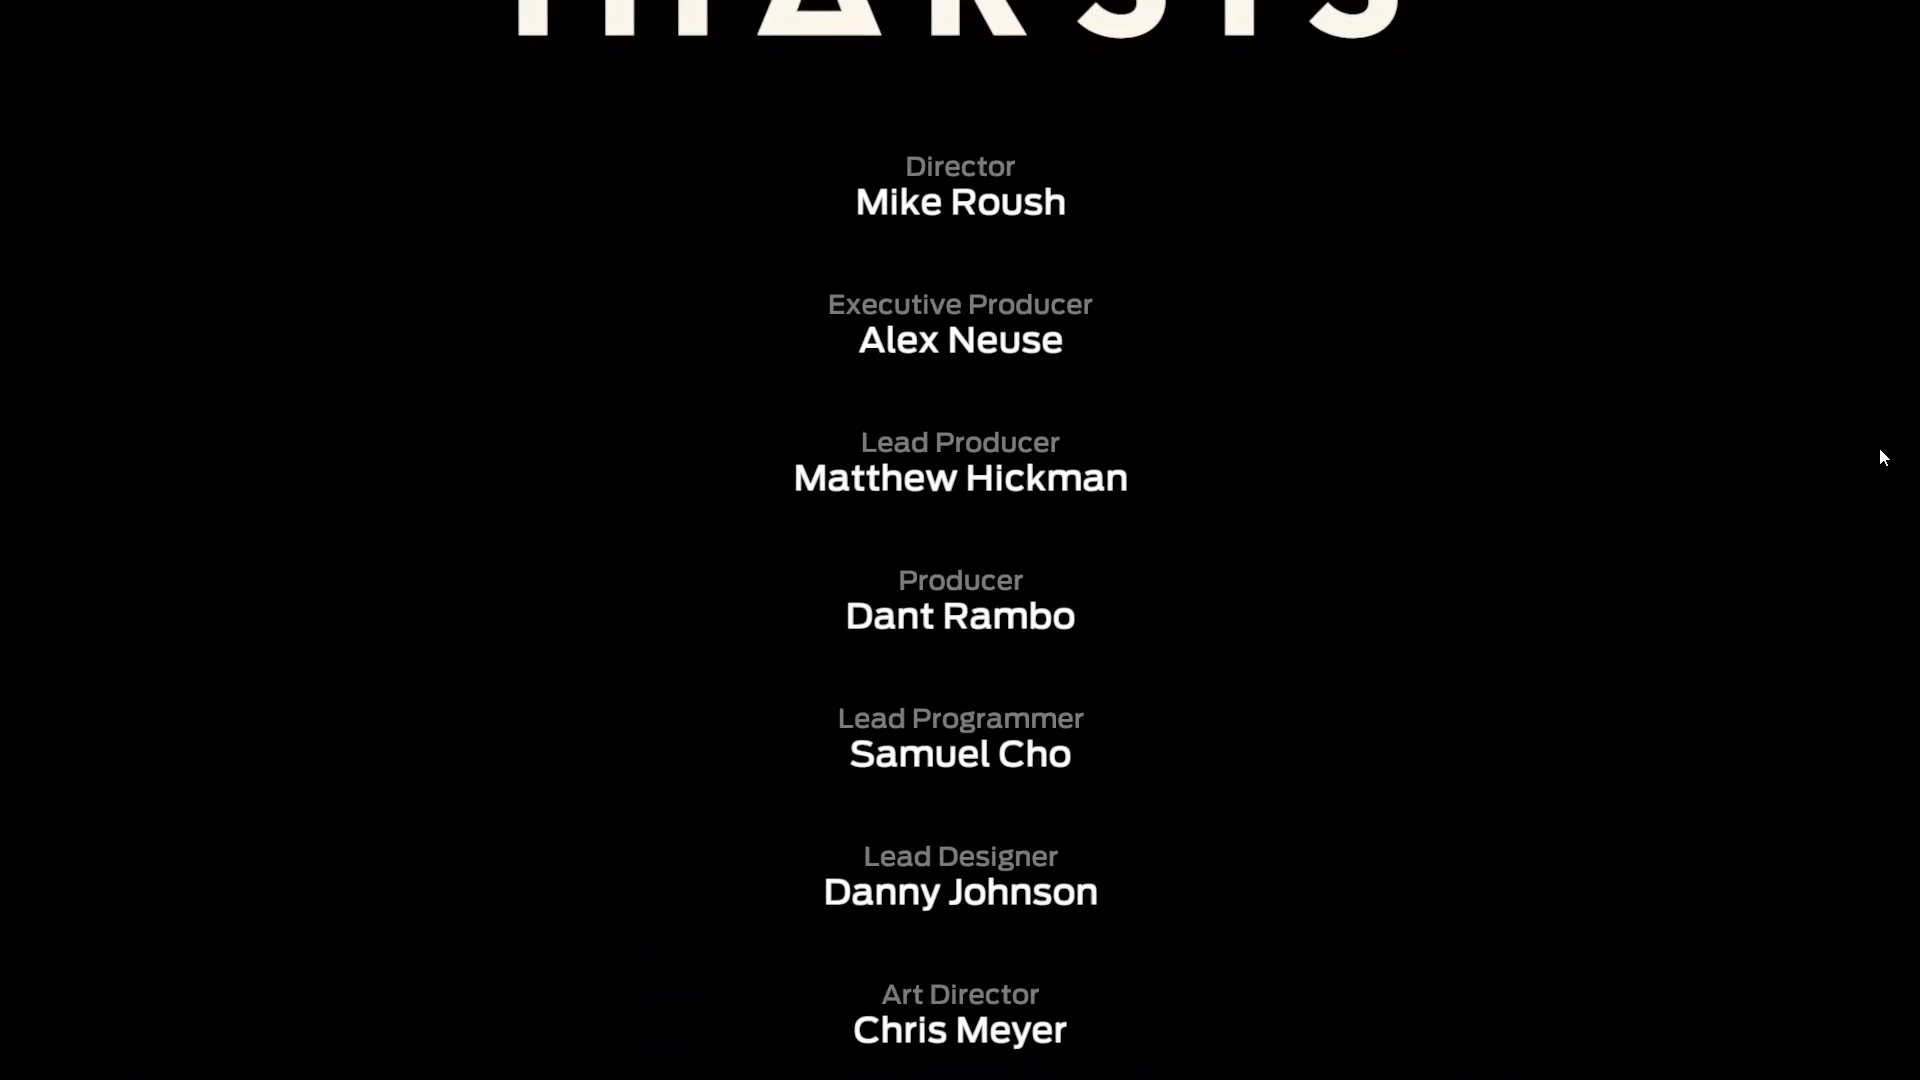 THARSIS
Director
Mike Roush
Executive Producer
Alex Neuse
Lead Producer
Matthew Hickman
Producer
Dant Rambo
Lead Programmer
Samuel Cho
Lead Designer
Danny Johnson
Art Director
Chris Meyer